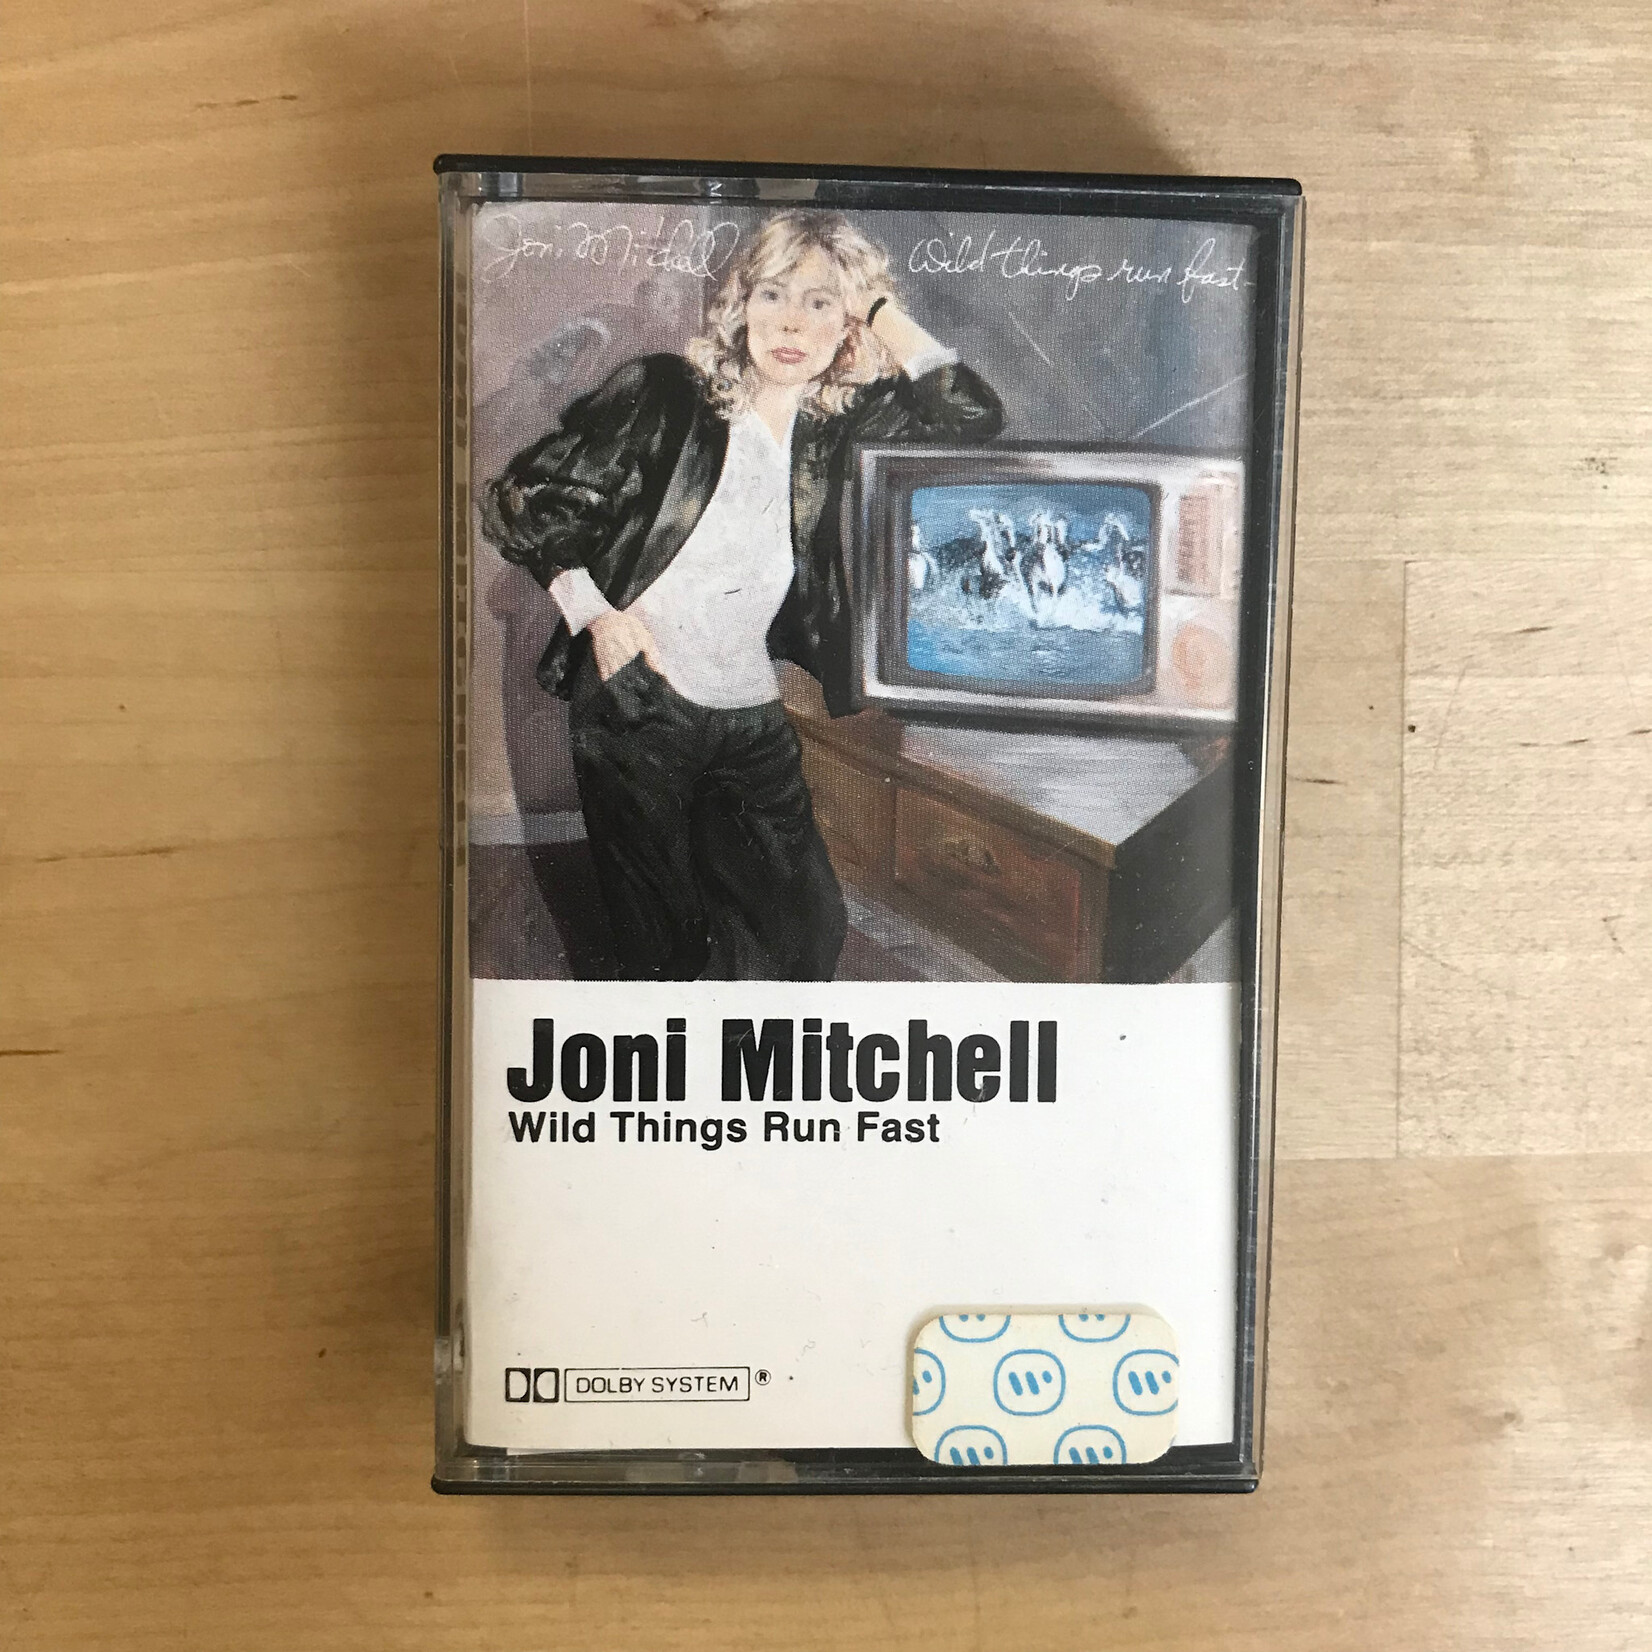 Joni Mitchell
Wild things run fast
Joni Mitchell
Wild Things Run Fast
DOLBY SYSTEM ®